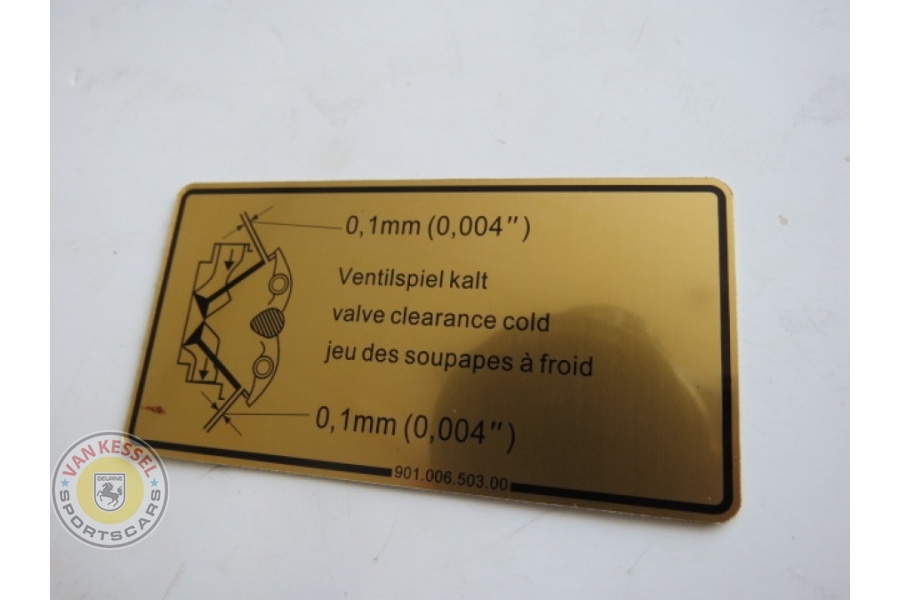 0,1mm (0,004")
Ventilspiel kalt
valve clearance cold
jeu des soupapes à froid
0,1mm (0,004")
901.006.503.00
VAN KESSEL
DEURNE
SPORTSCARS